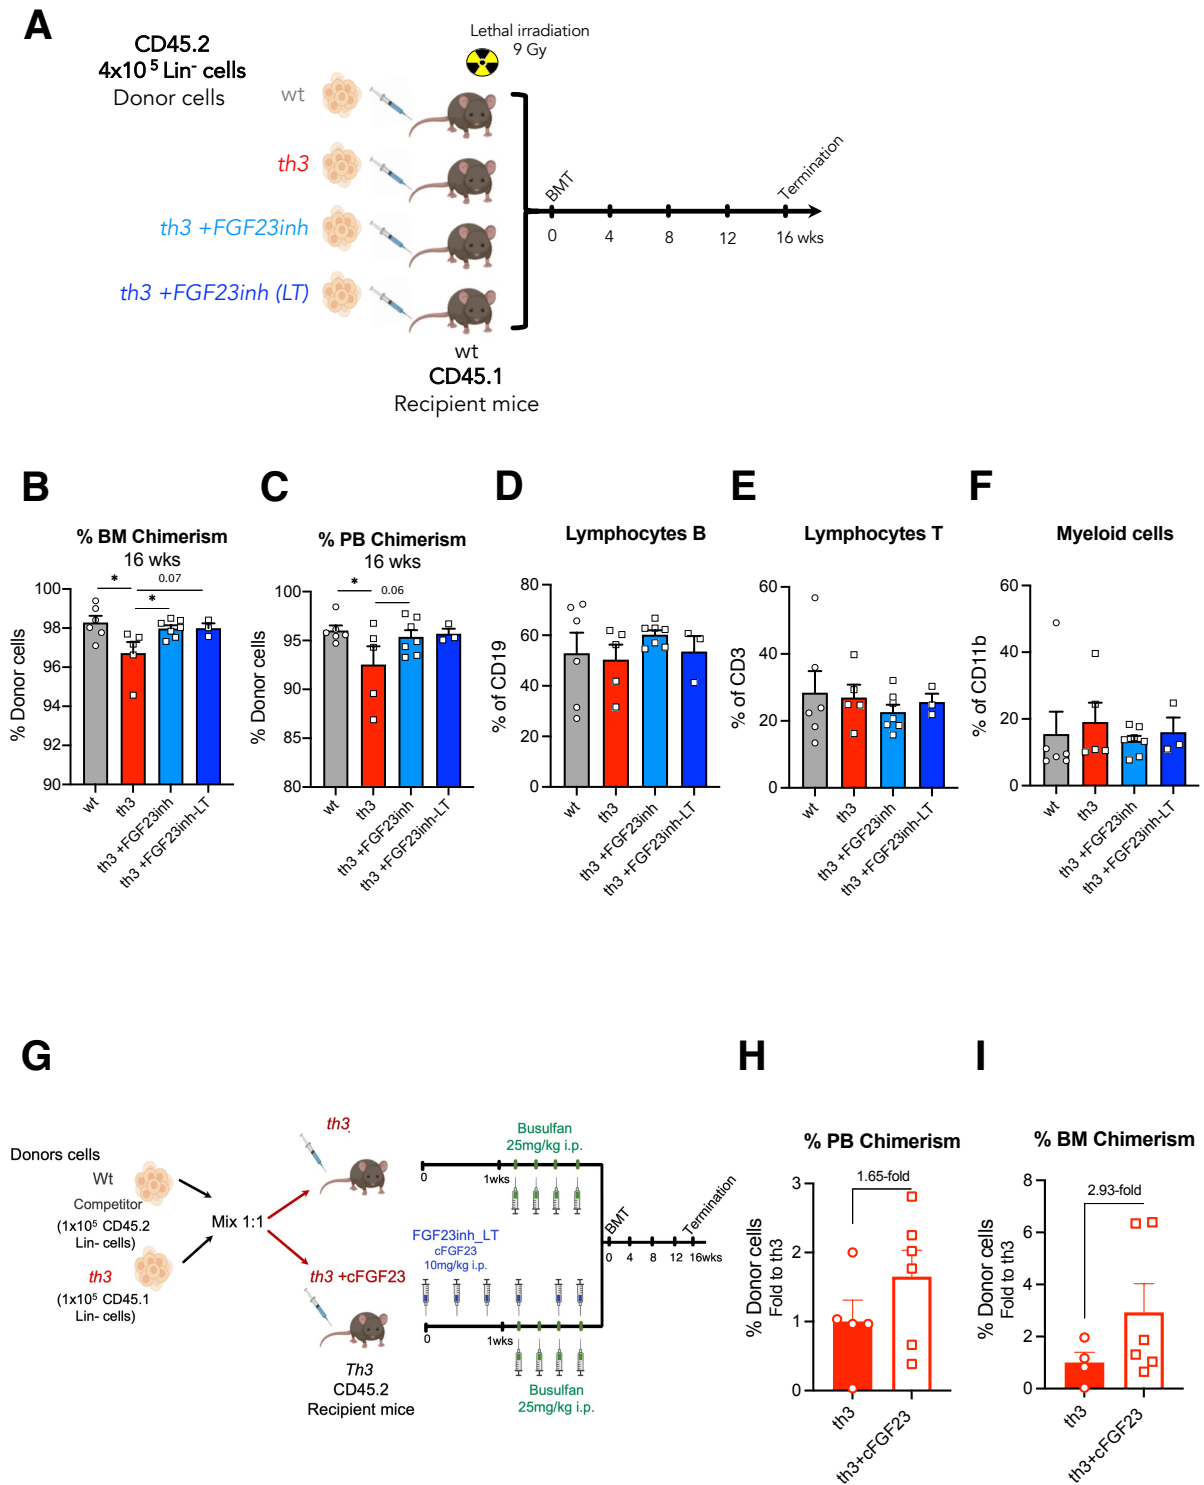 A
CD45.2
4x10⁵ Lin⁻ cells
Donor cells
Lethal irradiation
9 Gy
wt
th3
th3 +FGF23inh
th3 +FGF23inh (LT)
wt
CD45.1
Recipient mice
BMT
Termination
0 4 8 12 16 wks
B
% BM Chimerism
16 wks
% Donor cells
100
98
96
94
92
90
*
*
0.07
wt
th3
th3 +FGF23inh
th3 +FGF23inh-LT
C
% PB Chimerism
16 wks
% Donor cells
100
95
90
85
80
*
0.06
wt
th3
th3 +FGF23inh
th3 +FGF23inh-LT
D
Lymphocytes B
% of CD19
80
60
40
20
0
wt
th3
th3 +FGF23inh
th3 +FGF23inh-LT
E
Lymphocytes T
% of CD3
60
40
20
0
wt
th3
th3 +FGF23inh
th3 +FGF23inh-LT
F
Myeloid cells
% of CD11b
60
40
20
0
wt
th3
th3 +FGF23inh
th3 +FGF23inh-LT
G
Donors cells
Wt
Competitor
(1x10⁵ CD45.2
Lin- cells)
th3
(1x10⁵ CD45.1
Lin- cells)
Mix 1:1
th3
th3 +cFGF23
Th3
CD45.2
Recipient mice
Busulfan
25mg/kg i.p.
0 1wks
FGF23inh_LT
cFGF23
10mg/kg i.p.
0 1wks
Busulfan
25mg/kg i.p.
BMT
Termination
0 4 8 12 16wks
H
% PB Chimerism
1.65-fold
% Donor cells
Fold to th3
3
2
1
0
th3
th3+cFGF23
I
% BM Chimerism
2.93-fold
% Donor cells
Fold to th3
8
6
4
2
0
th3
th3+cFGF23